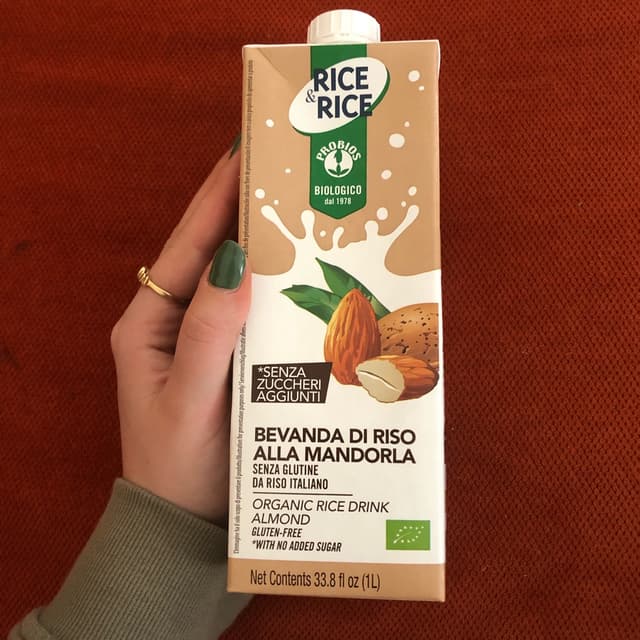 RICE
&
RICE
PROBIOS
BIOLOGICO
dal 1978
*SENZA
ZUCCHERI
AGGIUNTI
BEVANDA DI RISO
ALLA MANDORLA
SENZA GLUTINE
DA RISO ITALIANO
ORGANIC RICE DRINK
ALMOND
GLUTEN-FREE
*WITH NO ADDED SUGAR
Net Contents 33.8 fl oz (1L)